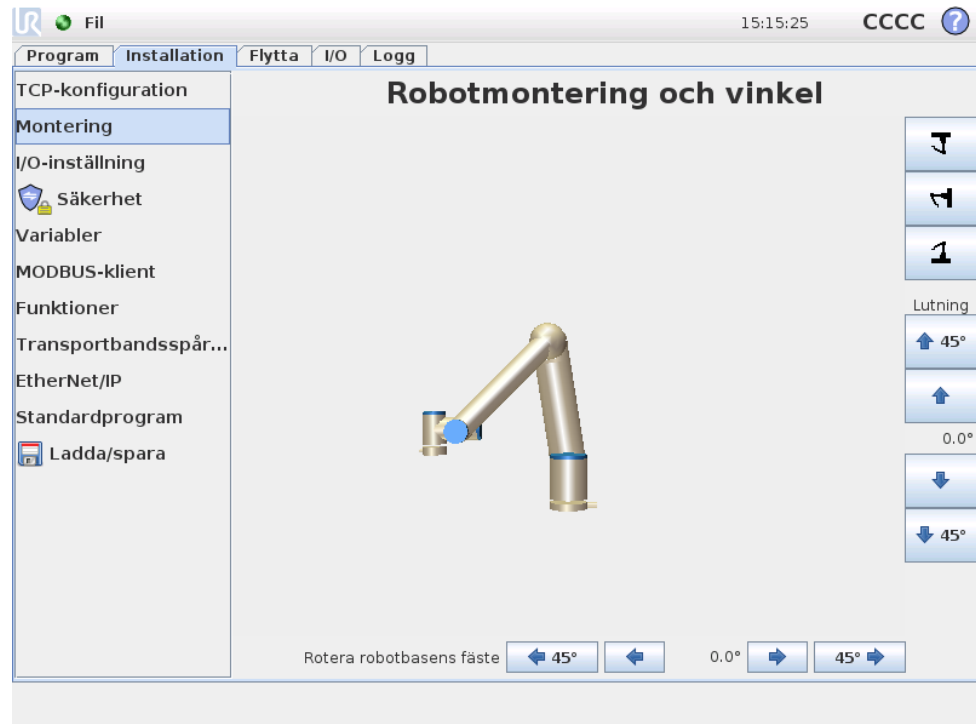 UR Fil 15:15:25 CCCC ?
Program Installation Flytta I/O Logg
TCP-konfiguration
Montering
I/O-inställning
Säkerhet
Variabler
MODBUS-klient
Funktioner
Transportbandsspår...
EtherNet/IP
Standardprogram
Ladda/spara
Robotmontering och vinkel
Lutning
45°
0.0°
45°
Rotera robotbasens fäste 45° 0.0° 45°